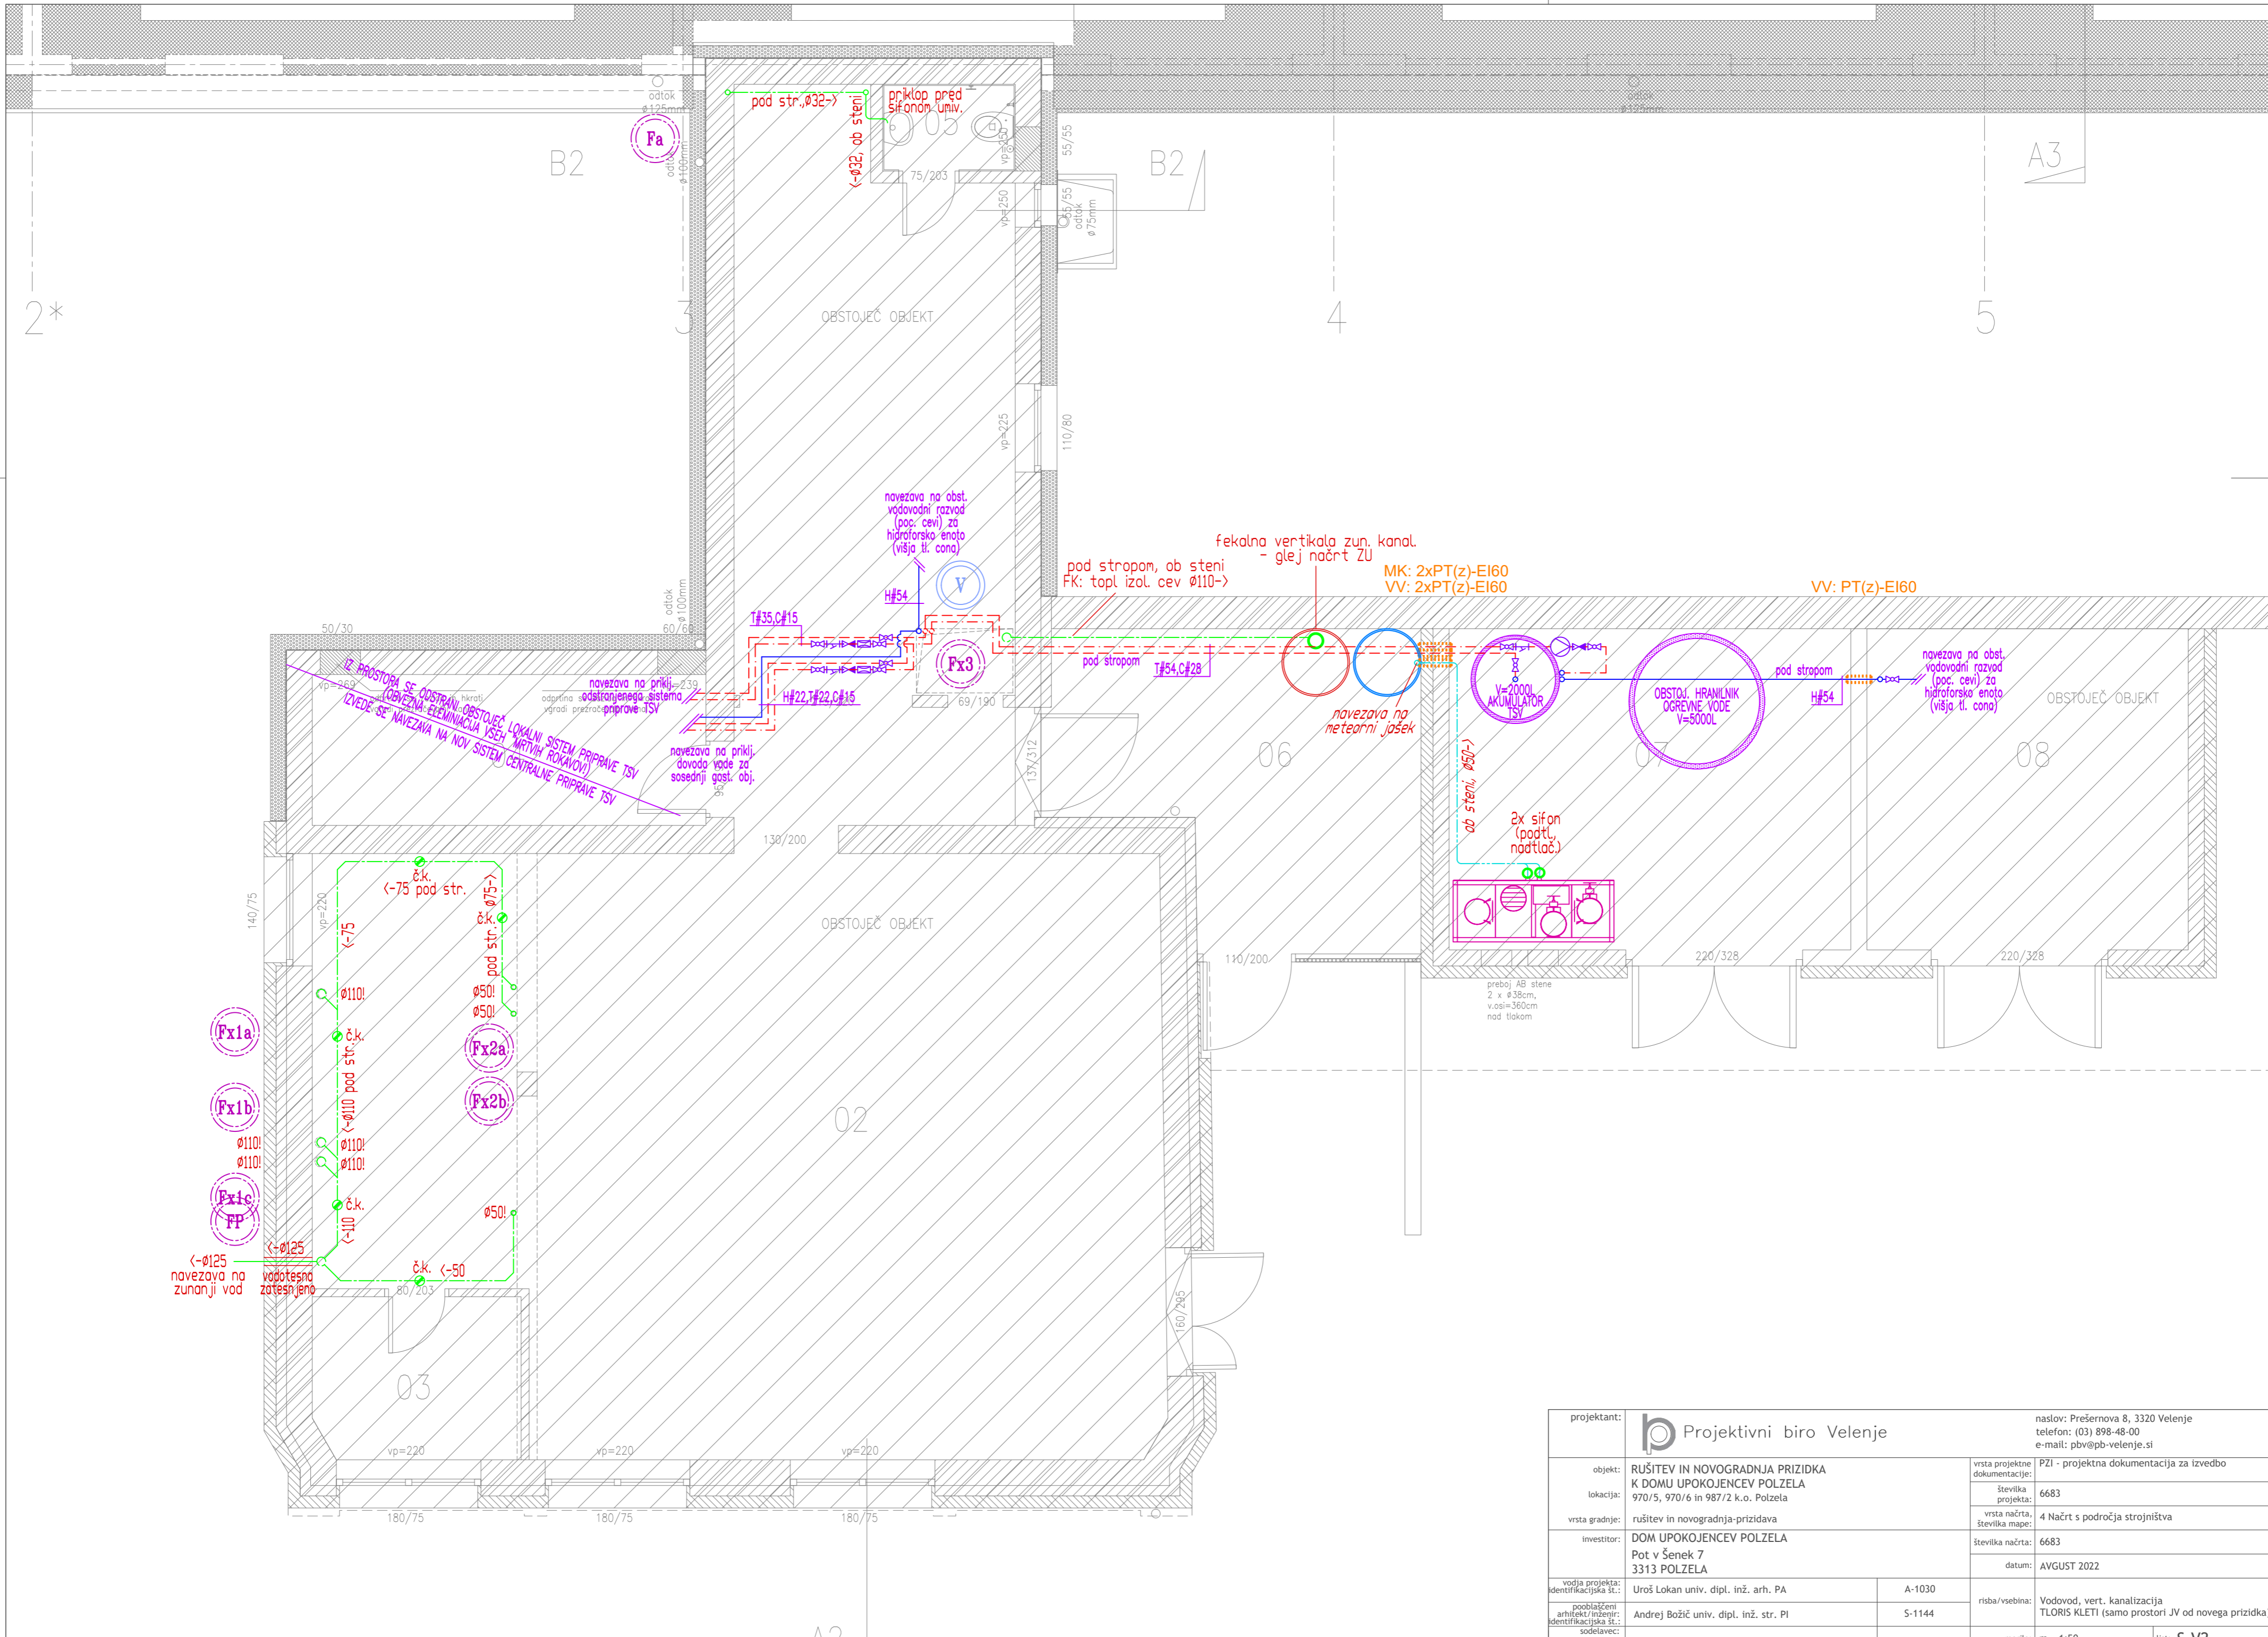 odtok
ø125mm
pod str.,ø32->
<-ø32, ob steni
priklop pred
sifonom umiv.
05
vp=250
55/55
odtok
ø125mm
Fa
B2
odtok
ø100mm
75/203
B2
A3
vp=250
55/55
odtok
ø75mm
2*
3
OBSTOJEČ OBJEKT
4
5
vp=225
110/80
navezava na obst.
vodovodni razvod
(poc. cevi) za
hidroforsko enoto
(višja tl. cona)
fekalna vertikala zun. kanal.
- glej načrt ZU
pod stropom, ob steni
FK: topl izol. cev ø110->
MK: 2xPT(z)-EI60
VV: 2xPT(z)-EI60
VV: PT(z)-EI60
V
H#54
odtok
ø100mm
T#35,C#15
50/30
60/60
Fx3
pod stropom
T#54,C#28
V=2000L
AKUMULATOR
TSV
OBSTOJ. HRANILNIK
OGREVNE VODE
V=5000L
pod stropom
H#54
navezava na obst.
vodovodni razvod
(poc. cevi) za
hidroforsko enoto
(višja tl. cona)
OBSTOJEČ OBJEKT
IZ PROSTORA SE ODSTRANI OBSTOJEČ LOKALNI SISTEM PRIPRAVE TSV
(OBVEZNA ELEMINIACIJA VSEH "MRTVIH ROKAVOV!)
IZVEDE SE NAVEZAVA NA NOV SISTEM CENTRALNE PRIPRAVE TSV
vp=269
navezava na priklj.
odstranjenega sistema
priprave TSV
H#22,T#22,C#15
69/190
navezava na
meteorni jašek
navezava na priklj.
dovoda vode za
sosednji gost. obj.
137/312
06
07
08
ob steni, ø50->
2x sifon
(podtl.,
nadtlač.)
130/200
140/75
vp=220
č.k.
<-75 pod str.
ø75->
č.k.
pod str.
<-75
OBSTOJEČ OBJEKT
110/200
220/328
220/328
preboj AB stene
2 x ø38cm,
v.osi=360cm
nad tlakom
ø110!
ø50!
ø50!
Fx1a
č.k.
Fx2a
<-ø110 pod str.
Fx1b
Fx2b
02
ø110!
ø110!
ø110!
ø110!
Fx1c
FP
č.k.
<-110
ø50!
<-ø125
<-ø125
navezava na
zunanji vod
vodotesno
zatesnjeno
č.k. <-50
80/203
160/205
03
vp=220
vp=220
vp=220
180/75
180/75
180/75
projektant:
Projektivni biro Velenje
naslov: Prešernova 8, 3320 Velenje
telefon: (03) 898-48-00
e-mail: pbv@pb-velenje.si
objekt: RUŠITEV IN NOVOGRADNJA PRIZIDKA
K DOMU UPOKOJENCEV POLZELA
lokacija: 970/5, 970/6 in 987/2 k.o. Polzela
vrsta gradnje: rušitev in novogradnja-prizidava
vrsta projektne
dokumentacije: PZI - projektna dokumentacija za izvedbo
številka
projekta: 6683
vrsta načrta,
številka mape: 4 Načrt s področja strojništva
investitor: DOM UPOKOJENCEV POLZELA
Pot v Šenek 7
3313 POLZELA
številka načrta: 6683
datum: AVGUST 2022
vodja projekta:
identifikacijska št.: Uroš Lokan univ. dipl. inž. arh. PA A-1030
pooblaščeni
arhitekt/inženir:
identifikacijska št.: Andrej Božič univ. dipl. inž. str. PI S-1144
risba/vsebina: Vodovod, vert. kanalizacija
TLORIS KLETI (samo prostori JV od novega prizidka
sodelavec: